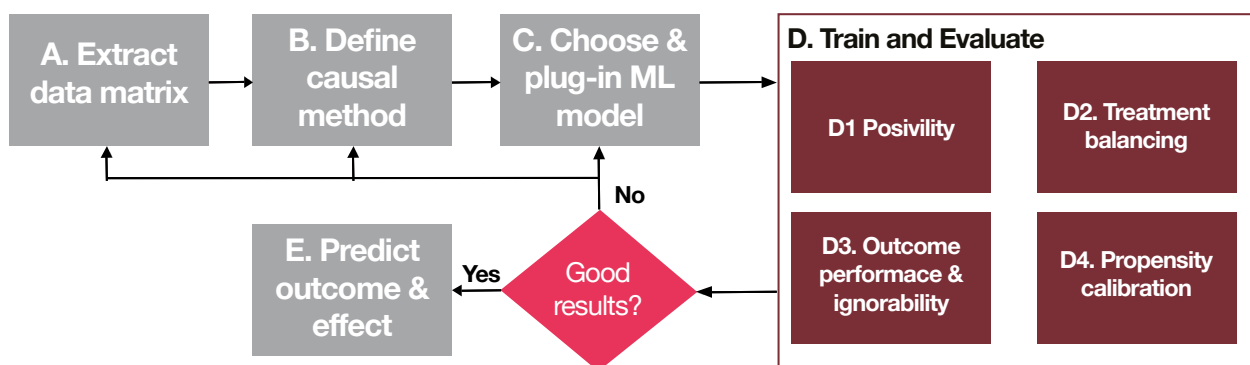 A. Extract
data matrix
B. Define
causal
method
C. Choose &
plug-in ML
model
D. Train and Evaluate
D1 Posivility
D2. Treatment
balancing
D3. Outcome
performace &
ignorability
D4. Propensity
calibration
No
Good
results?
Yes
E. Predict
outcome &
effect